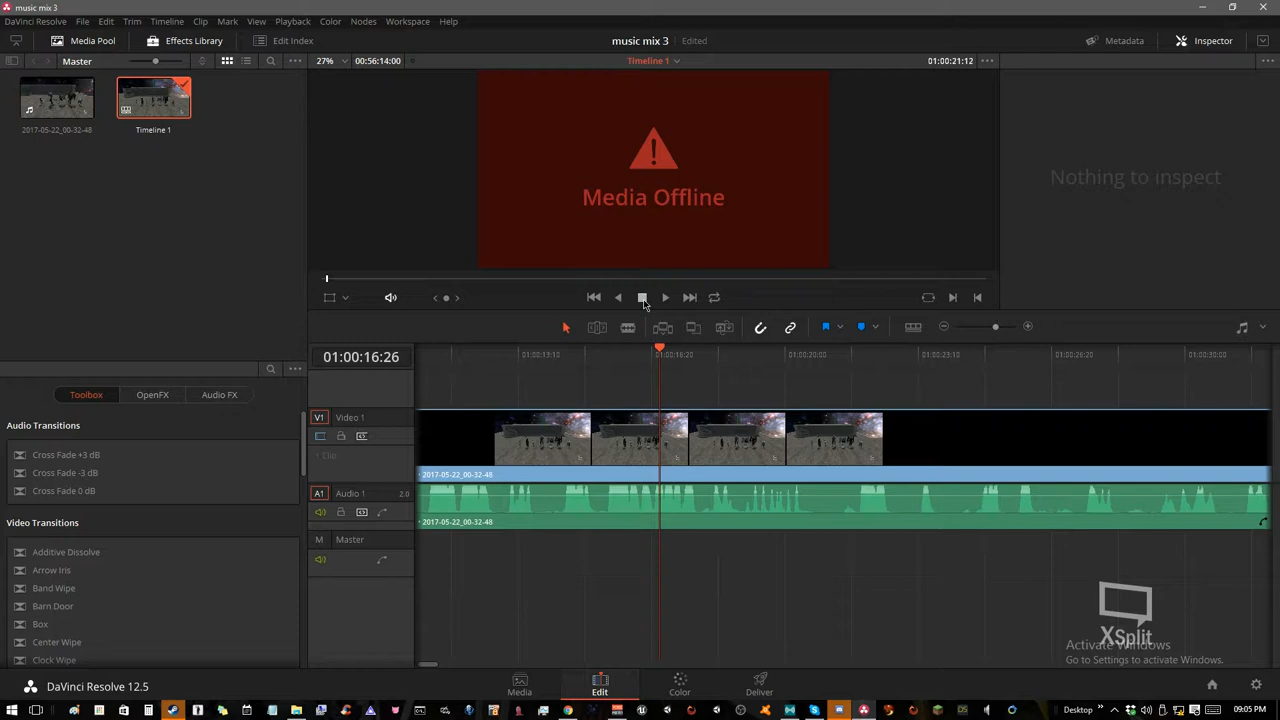 music mix 3
DaVinci Resolve File Edit Trim Timeline Clip Mark View Playback Color Nodes Workspace Help
Media Pool Effects Library Edit Index music mix 3 Edited Metadata Inspector
Master 27% 00:56:14:00 Timeline 1 01:00:21:12
2017-05-22_00-32-48 Timeline 1
Media Offline
Nothing to inspect
01:00:16:26 01:00:13:10 01:00:16:20 01:00:20:00 01:00:23:10 01:00:26:20 01:00:30:00
Toolbox OpenFX Audio FX
Audio Transitions
Cross Fade +3 dB
Cross Fade -3 dB
Cross Fade 0 dB
Video Transitions
Additive Dissolve
Arrow Iris
Band Wipe
Barn Door
Box
Center Wipe
Clock Wipe
V1 Video 1
Clip
2017-05-22_00-32-48
A1 Audio 1 2.0
2017-05-22_00-32-48
M Master
XSplit
Activate Windows
Go to Settings to activate Windows.
DaVinci Resolve 12.5
Media Edit Color Deliver
Desktop 09:05 PM